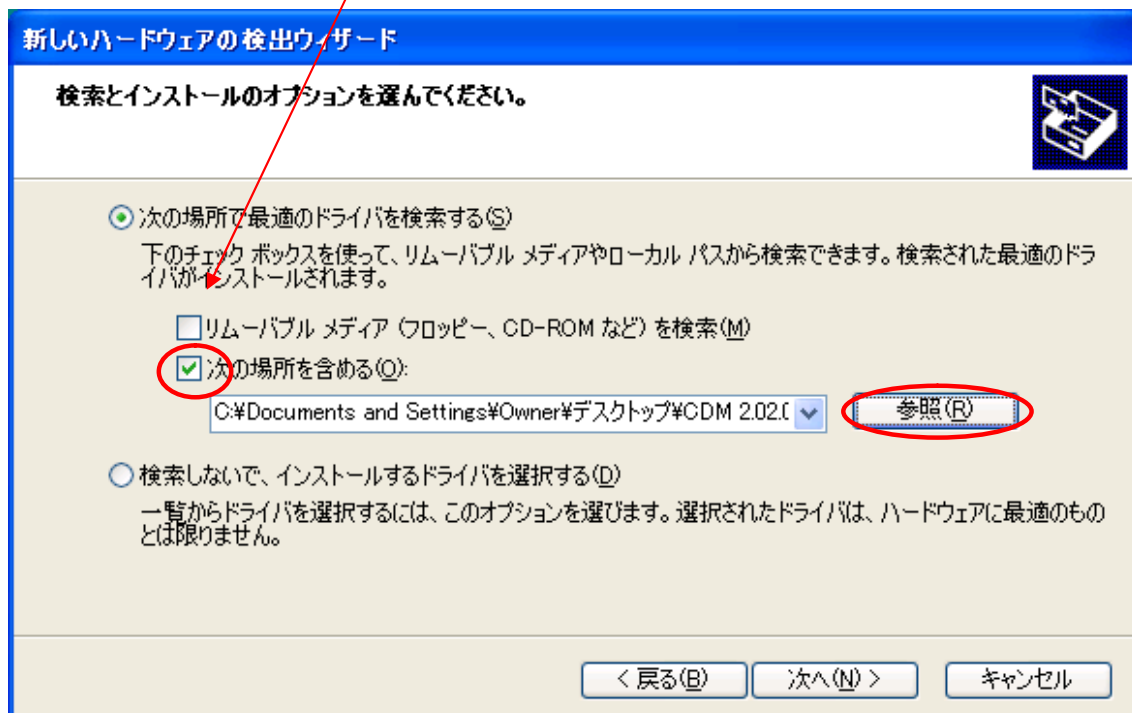 新しいハードウェアの検出ウィザード
検索とインストールのオプションを選んでください。
次の場所で最適のドライバを検索する(S)
下のチェック ボックスを使って、リムーバブル メディアやローカル パスから検索できます。検索された最適のドラ
イバがインストールされます。
リムーバブル メディア (フロッピー、CD-ROM など) を検索(M)
次の場所を含める(O):
C:¥Documents and Settings¥Owner¥デスクトップ¥CDM 2.02.0
参照(R)
検索しないで、インストールするドライバを選択する(D)
一覧からドライバを選択するには、このオプションを選びます。選択されたドライバは、ハードウェアに最適のもの
とは限りません。
< 戻る(B)
次へ(N) >
キャンセル